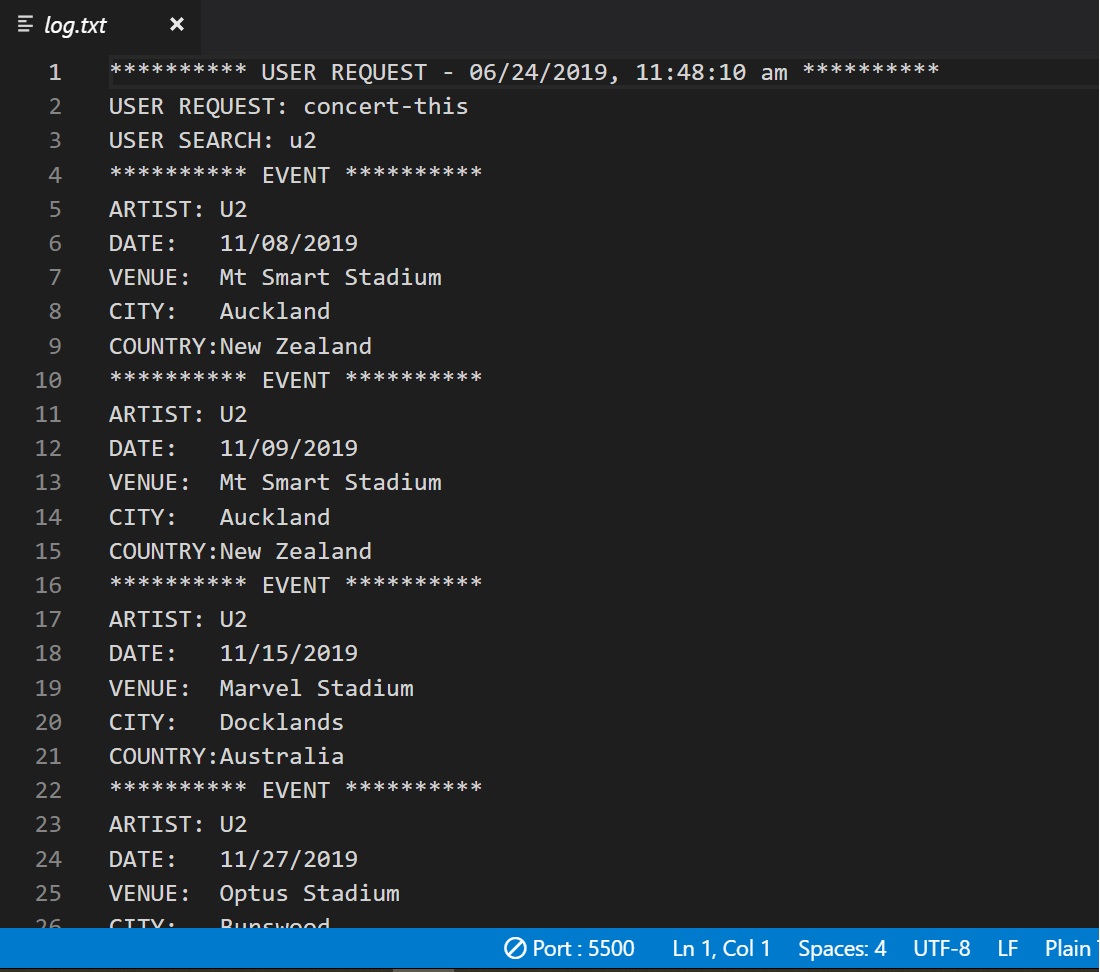 log.txt ×
1 ********** USER REQUEST - 06/24/2019, 11:48:10 am **********
2 USER REQUEST: concert-this
3 USER SEARCH: u2
4 ********** EVENT **********
5 ARTIST: U2
6 DATE:   11/08/2019
7 VENUE:  Mt Smart Stadium
8 CITY:   Auckland
9 COUNTRY:New Zealand
10 ********** EVENT **********
11 ARTIST: U2
12 DATE:   11/09/2019
13 VENUE:  Mt Smart Stadium
14 CITY:   Auckland
15 COUNTRY:New Zealand
16 ********** EVENT **********
17 ARTIST: U2
18 DATE:   11/15/2019
19 VENUE:  Marvel Stadium
20 CITY:   Docklands
21 COUNTRY:Australia
22 ********** EVENT **********
23 ARTIST: U2
24 DATE:   11/27/2019
25 VENUE:  Optus Stadium
26 CITY:
Port : 5500 Ln 1, Col 1 Spaces: 4 UTF-8 LF Plain